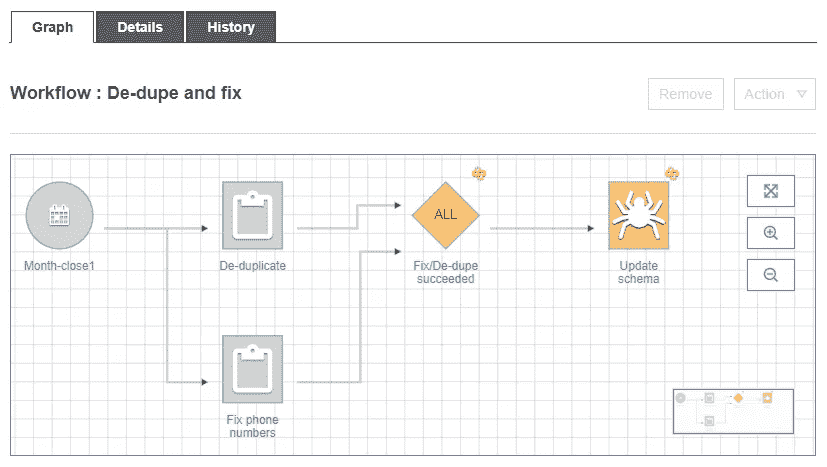 Graph
Details
History
Workflow : De-dupe and fix
Remove
Action
ALL
Month-close1
De-duplicate
Fix/De-dupe
succeeded
Update
schema
Fix phone
numbers